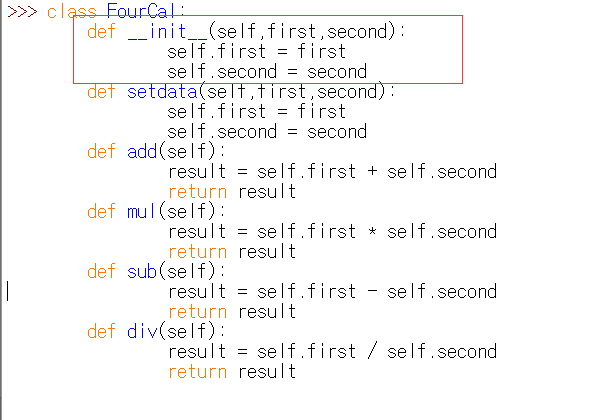 >>> class FourCal:
def __init__(self,first,second):
self.first = first
self.second = second
def setdata(self,first,second):
self.first = first
self.second = second
def add(self):
result = self.first + self.second
return result
def mul(self):
result = self.first * self.second
return result
def sub(self):
result = self.first - self.second
return result
def div(self):
result = self.first / self.second
return result